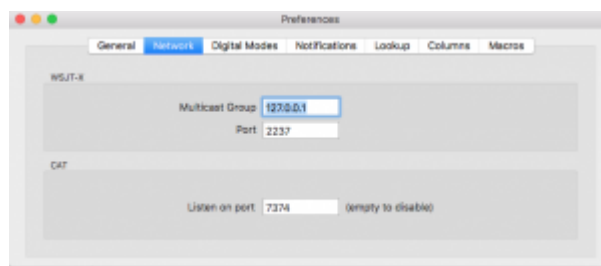 Preferences
General Network Digital Modes Notifications Lookup Columns Macros
WSJT-X
Multicast Group 127.0.0.1
Port 2237
CAT
Listen on port 7374 (empty to disable)